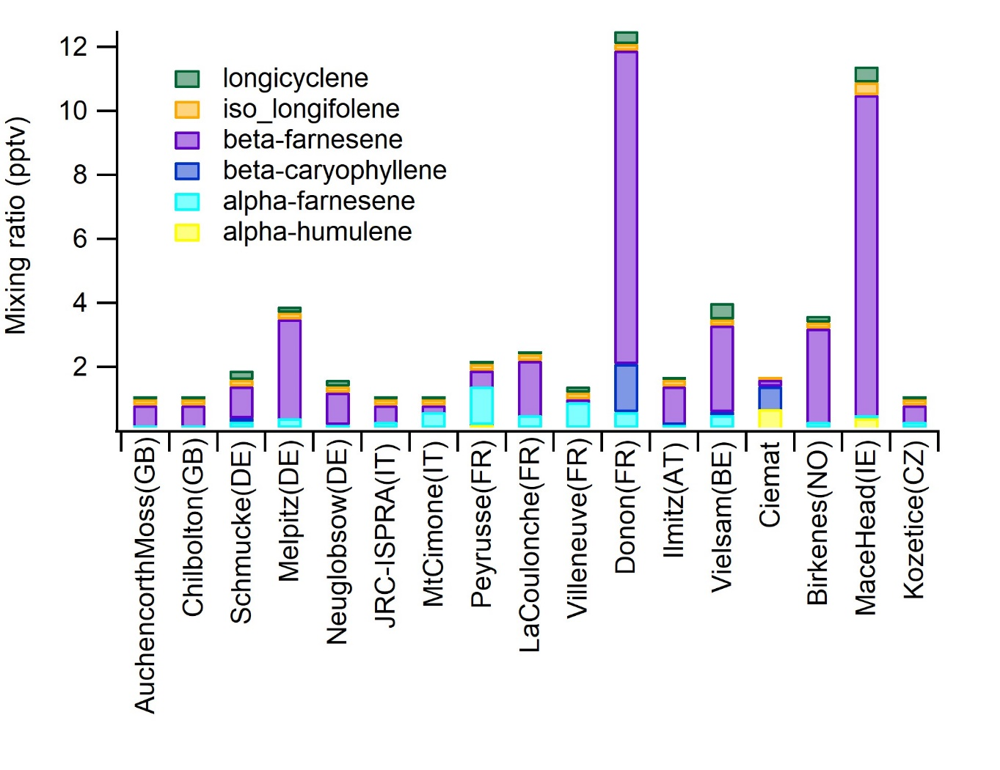 Mixing ratio (pptv)
12
10
8
6
4
2
longicyclene
iso_longifolene
beta-farnesene
beta-caryophyllene
alpha-farnesene
alpha-humulene
AuchencorthMoss(GB)
Chilbolton(GB)
Schmucke(DE)
Melpitz(DE)
Neuglobsow(DE)
JRC-ISPRA(IT)
MtCimone(IT)
Peyrusse(FR)
LaCoulonche(FR)
Villeneuve(FR)
Donon(FR)
Illmitz(AT)
Vielsam(BE)
Ciemat
Birkenes(NO)
MaceHead(IE)
Kozetice(CZ)